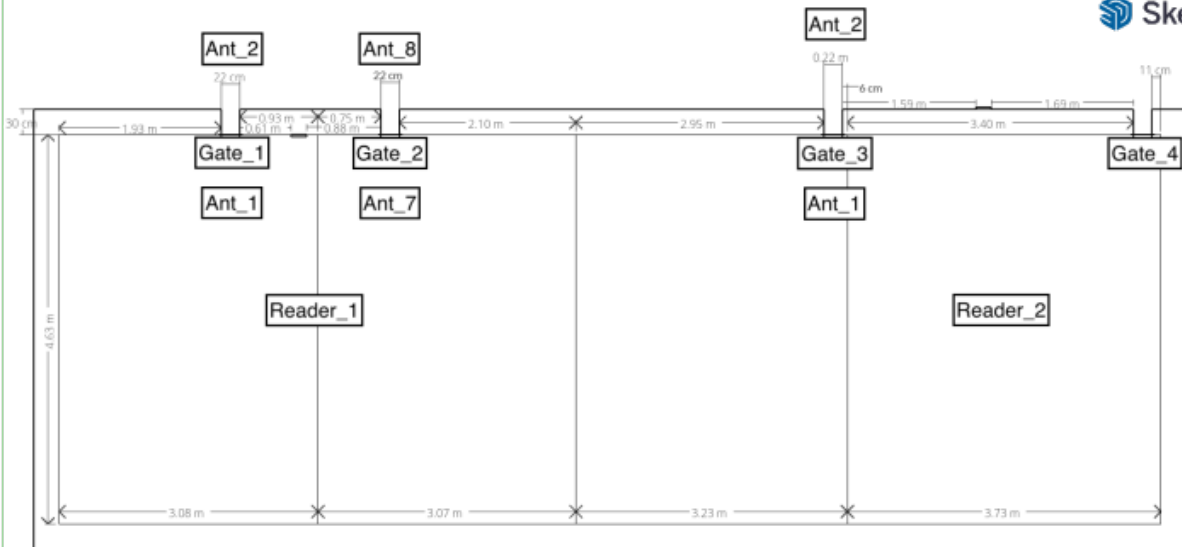 Ske
Ant_2
Ant_2
Ant_8
22 cm
22 cm
0.22 m
11 cm
6 cm
1.59 m
1.69 m
30 cm
1.93 m
0.93 m
0.75 m
0.61 m
0.88 m
2.10 m
2.95 m
3.40 m
Gate_1
Gate_2
Gate_3
Gate_4
Ant_1
Ant_7
Ant_1
Reader_1
Reader_2
4.63 m
3.08 m
3.07 m
3.23 m
3.73 m